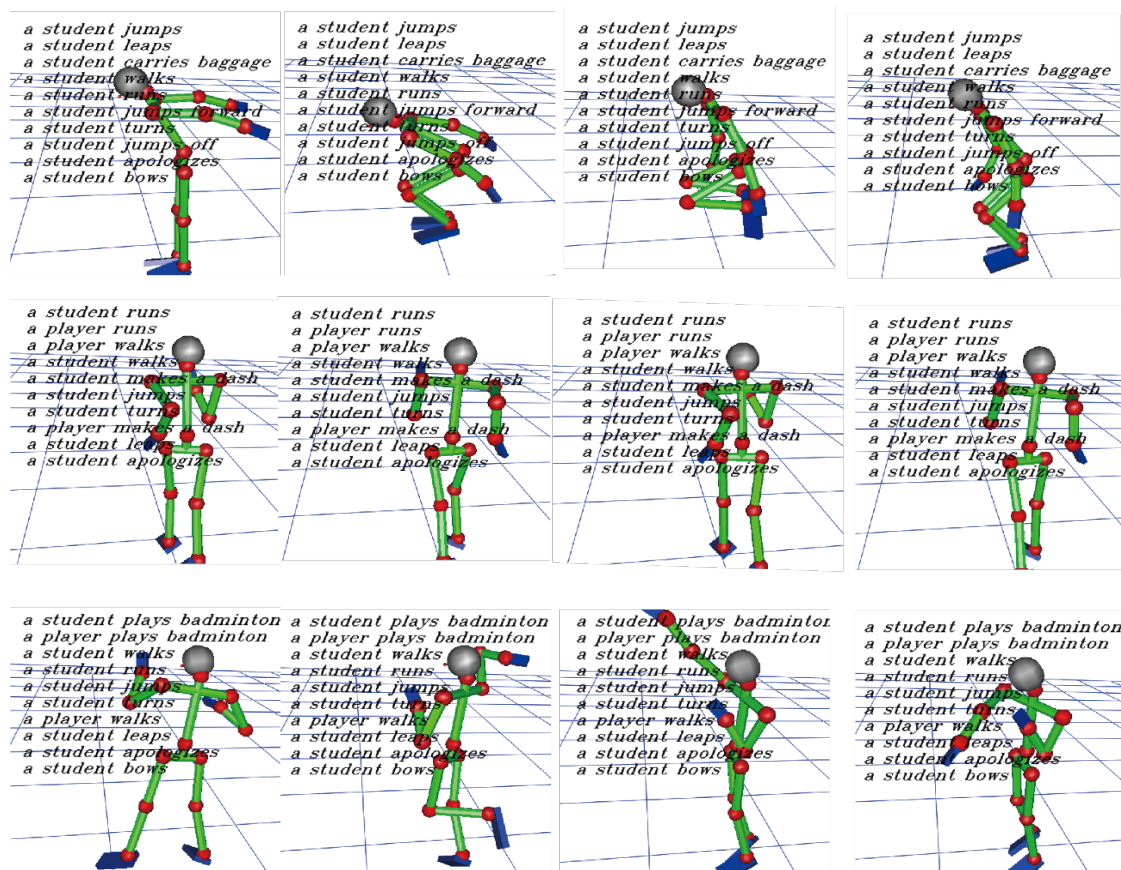 a student jumps
a student leaps
a student carries baggage
a student walks
a student runs
a student jumps forward
a student turns
a student jumps off
a student apologizes
a student bows
a student jumps
a student leaps
a student carries baggage
a student walks
a student runs
a student jumps forward
a student turns
a student jumps off
a student apologizes
a student bows
a student jumps
a student leaps
a student carries baggage
a student walks
a student runs
a student jumps forward
a student turns
a student jumps off
a student apologizes
a student bows
a student jumps
a student leaps
a student carries baggage
a student walks
a student runs
a student jumps forward
a student turns
a student jumps off
a student apologizes
a student bows
a student runs
a player runs
a player walks
a student walks
a student makes a dash
a student jumps
a student turns
a player makes a dash
a student leaps
a student apologizes
a student runs
a player runs
a player walks
a student walks
a student makes a dash
a student jumps
a student turns
a player makes a dash
a student leaps
a student apologizes
a student runs
a player runs
a player walks
a student walks
a student makes a dash
a student jumps
a student turns
a player makes a dash
a student leaps
a student apologizes
a student runs
a player runs
a player walks
a student walks
a student makes a dash
a student jumps
a student turns
a player makes a dash
a student leaps
a student apologizes
a student plays badminton
a player plays badminton
a student walks
a student runs
a student jumps
a student turns
a player walks
a student leaps
a student apologizes
a student bows
a student plays badminton
a player plays badminton
a student walks
a student runs
a student jumps
a student turns
a player walks
a student leaps
a student apologizes
a student bows
a student plays badminton
a player plays badminton
a student walks
a student runs
a student jumps
a student turns
a player walks
a student leaps
a student apologizes
a student bows
a student plays badminton
a player plays badminton
a student walks
a student runs
a student jumps
a student turns
a player walks
a student leaps
a student apologizes
a student bows